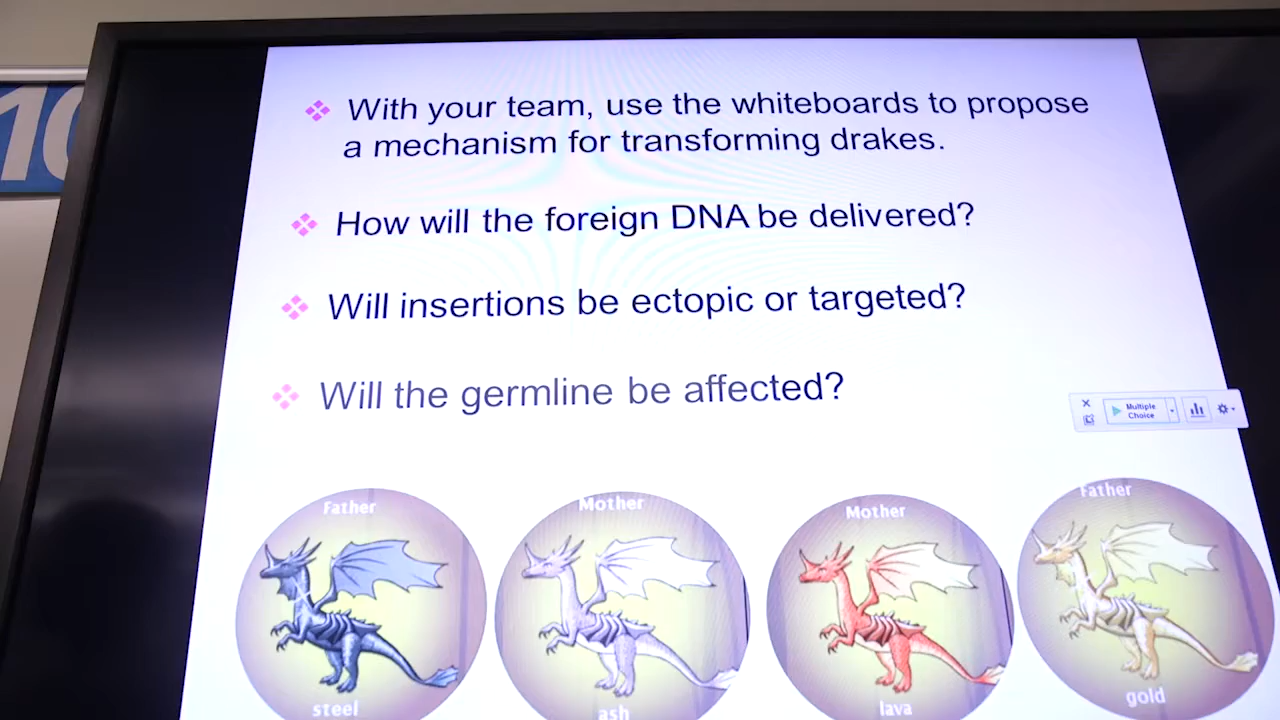 10
With your team, use the whiteboards to propose
a mechanism for transforming drakes.
How will the foreign DNA be delivered?
Will insertions be ectopic or targeted?
Will the germline be affected?
Multiple
Choice
Father
Mother
Mother
Father
steel
ash
lava
gold